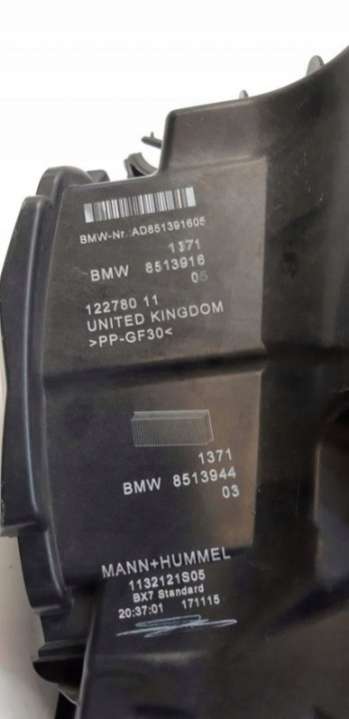 BMW-Nr. AD851391605
1371
BMW 8513916
05
122780 11
UNITED KINGDOM
>PP-GF30<
1371
BMW 8513944
03
MANN+HUMMEL
1132121S05
BX7 Standard
20:37:01 171115